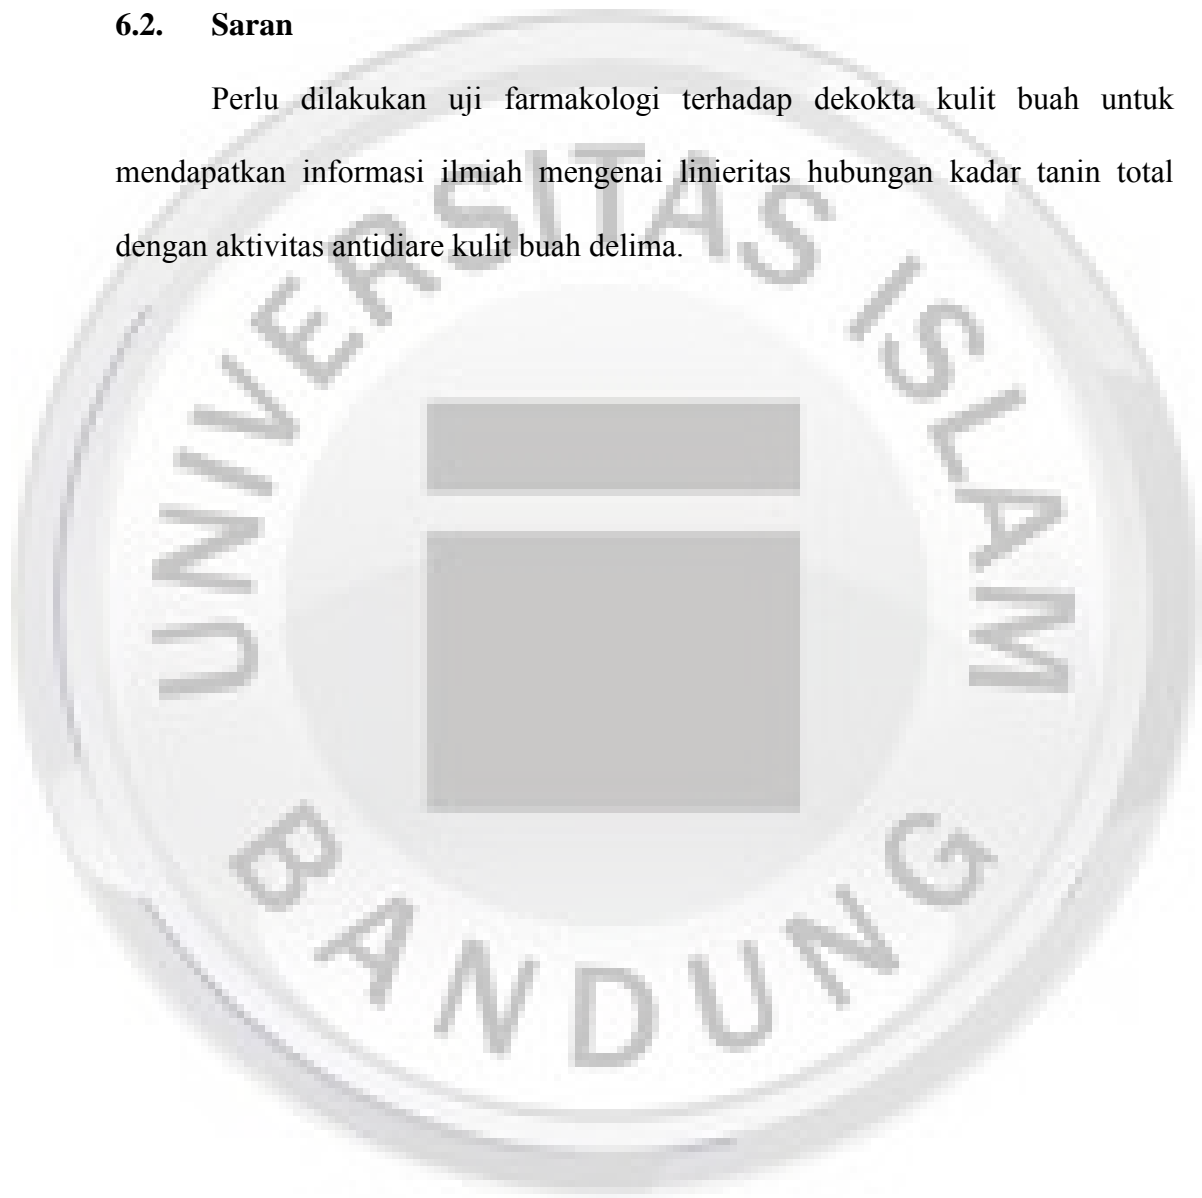 6.2. Saran
Perlu dilakukan uji farmakologi terhadap dekokta kulit buah untuk
mendapatkan informasi ilmiah mengenai linieritas hubungan kadar tanin total
dengan aktivitas antidiare kulit buah delima.
UNIVERSITAS ISLAM
BANDUNG